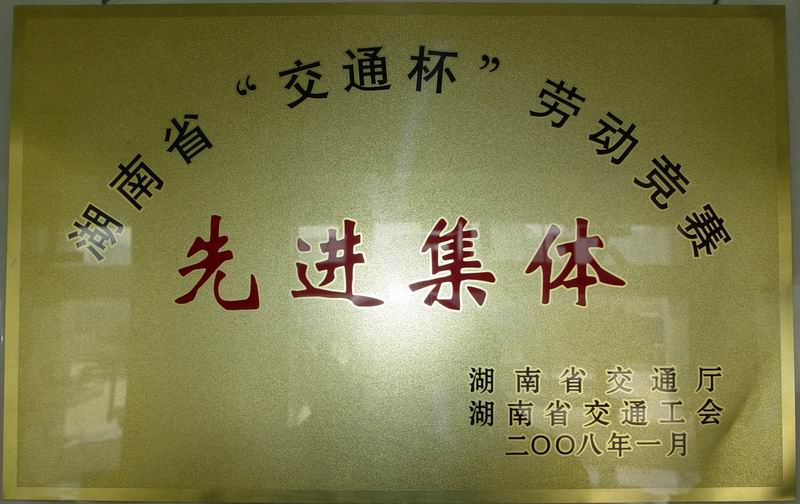 湖南省“交通杯”劳动竞赛
先进集体
湖南省交通厅
湖南省交通工会
二〇〇八年一月